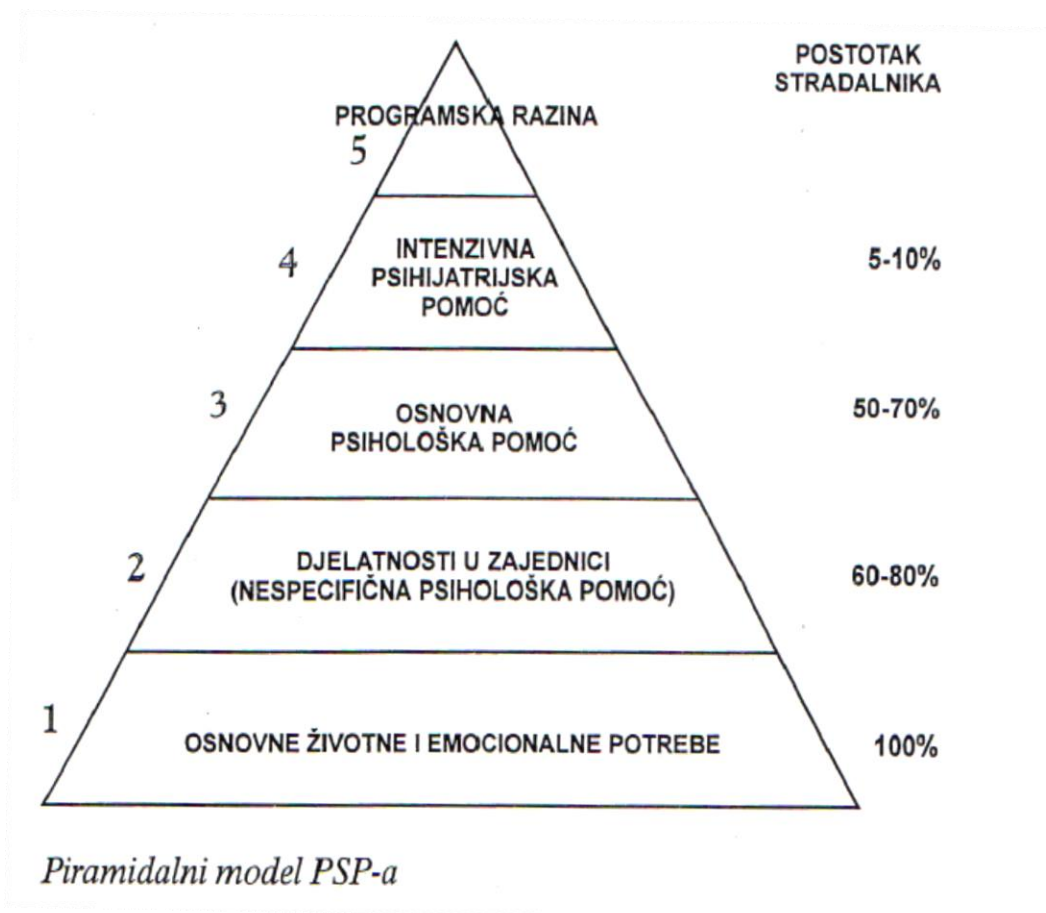 POSTOTAK
STRADALNIKA
PROGRAMSKA RAZINA
5
4
INTENZIVNA
PSIHIJATRIJSKA
POMOĆ
5-10%
3
OSNOVNA
PSIHOLOŠKA POMOĆ
50-70%
2
DJELATNOSTI U ZAJEDNICI
(NESPECIFIČNA PSIHOLOŠKA POMOĆ)
60-80%
1
OSNOVNE ŽIVOTNE I EMOCIONALNE POTREBE
100%
Piramidalni model PSP-a